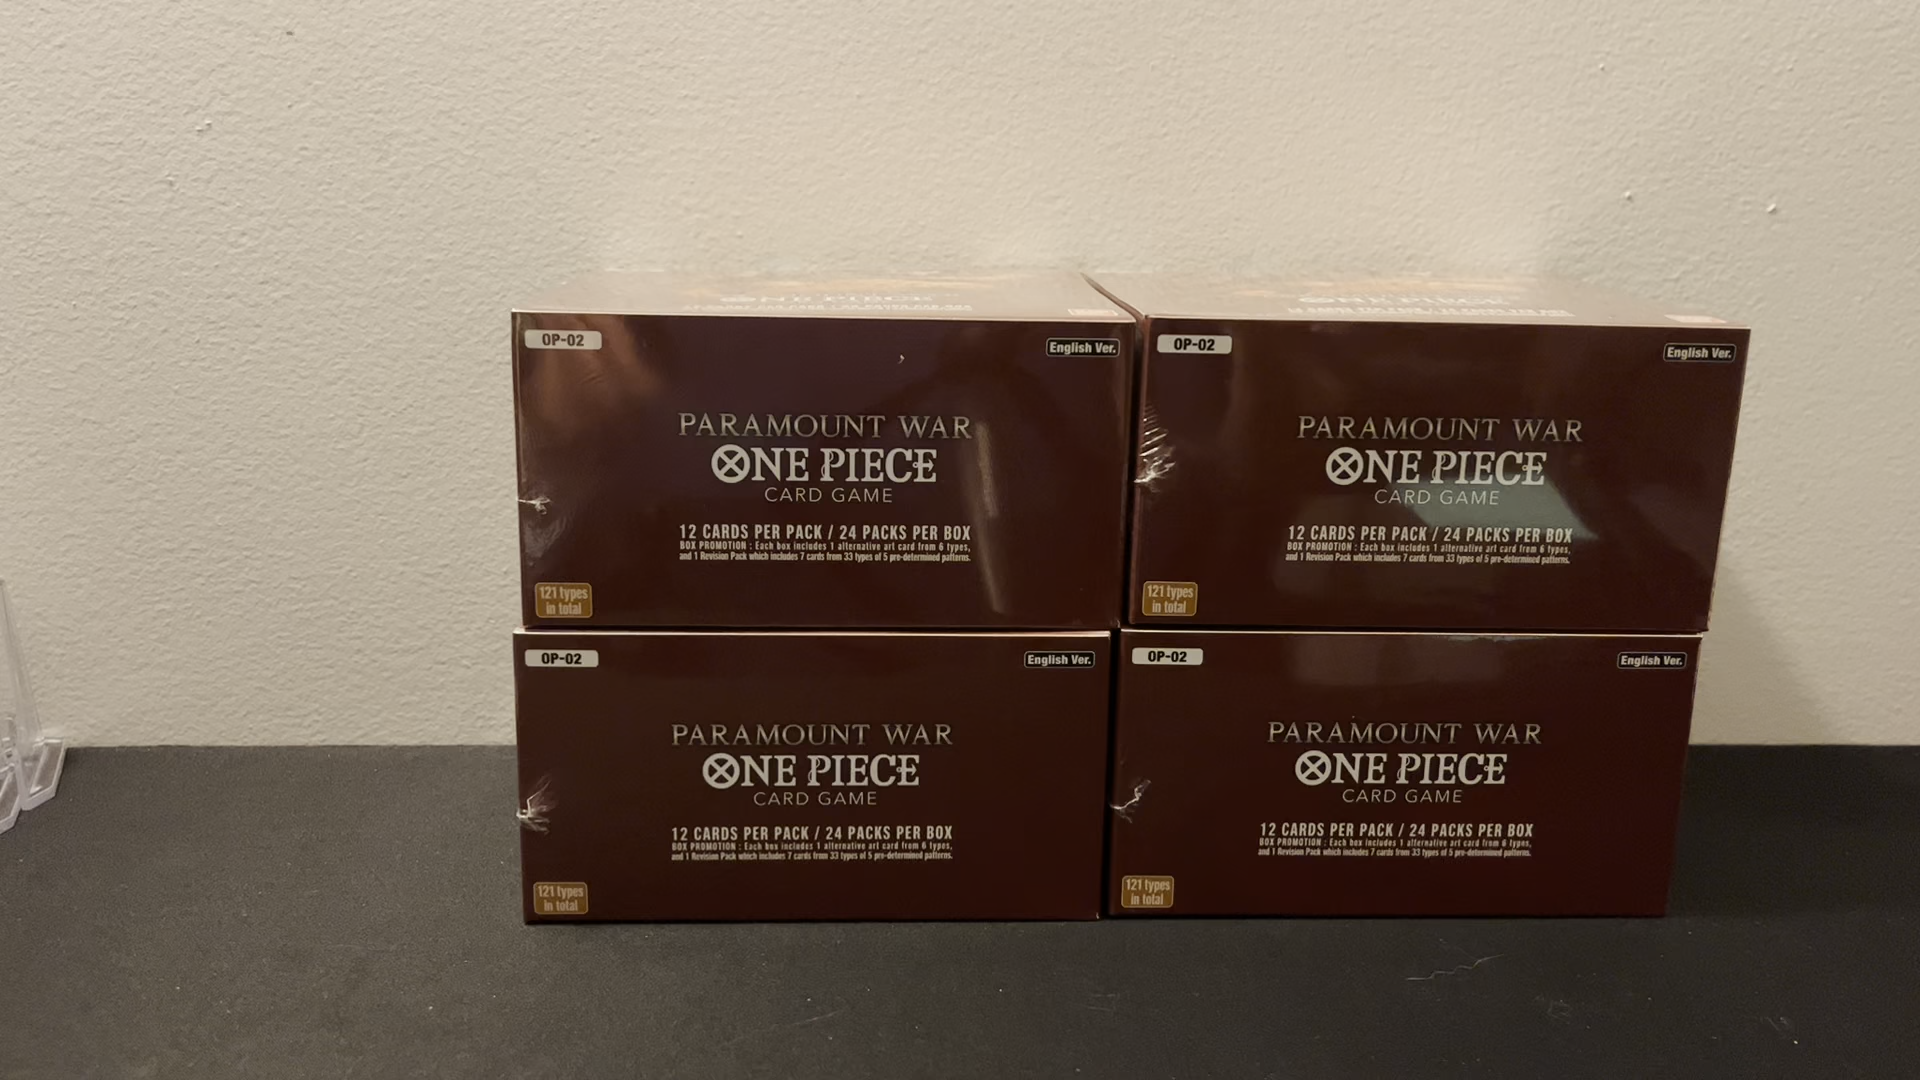 ONE PIECE
ONE PIECE
OP-02
English Ver.
PARAMOUNT WAR
ONE PIECE
CARD GAME
12 CARDS PER PACK / 24 PACKS PER BOX
BOX PROMOTION : Each box includes 1 alternative art card from 6 types,
and 1 Revision Pack which includes 7 cards from 33 types of 5 pre-determined patterns.
121 types
in total
OP-02
English Ver.
PARAMOUNT WAR
ONE PIECE
CARD GAME
12 CARDS PER PACK / 24 PACKS PER BOX
BOX PROMOTION : Each box includes 1 alternative art card from 6 types,
and 1 Revision Pack which includes 7 cards from 33 types of 5 pre-determined patterns.
121 types
in total
OP-02
English Ver.
PARAMOUNT WAR
ONE PIECE
CARD GAME
12 CARDS PER PACK / 24 PACKS PER BOX
BOX PROMOTION : Each box includes 1 alternative art card from 6 types,
and 1 Revision Pack which includes 7 cards from 33 types of 5 pre-determined patterns.
121 types
in total
OP-02
English Ver.
PARAMOUNT WAR
ONE PIECE
CARD GAME
12 CARDS PER PACK / 24 PACKS PER BOX
BOX PROMOTION : Each box includes 1 alternative art card from 6 types,
and 1 Revision Pack which includes 7 cards from 33 types of 5 pre-determined patterns.
121 types
in total